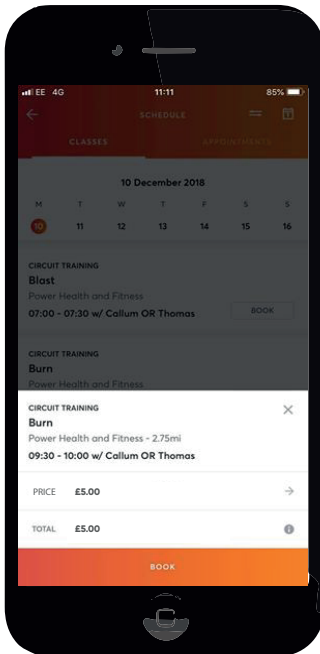 EE 4G 11:11 85%
SCHEDULE
CLASSES APPOINTMENTS
10 December 2018
M T W T F S S
10 11 12 13 14 15 16
CIRCUIT TRAINING
Blast
Power Health and Fitness
07:00 - 07:30 w/ Callum OR Thomas
BOOK
CIRCUIT TRAINING
Burn
Power Health and Fitness
CIRCUIT TRAINING
Burn
Power Health and Fitness - 2.75mi
09:30 - 10:00 w/ Callum OR Thomas
PRICE £5.00
TOTAL £5.00
BOOK